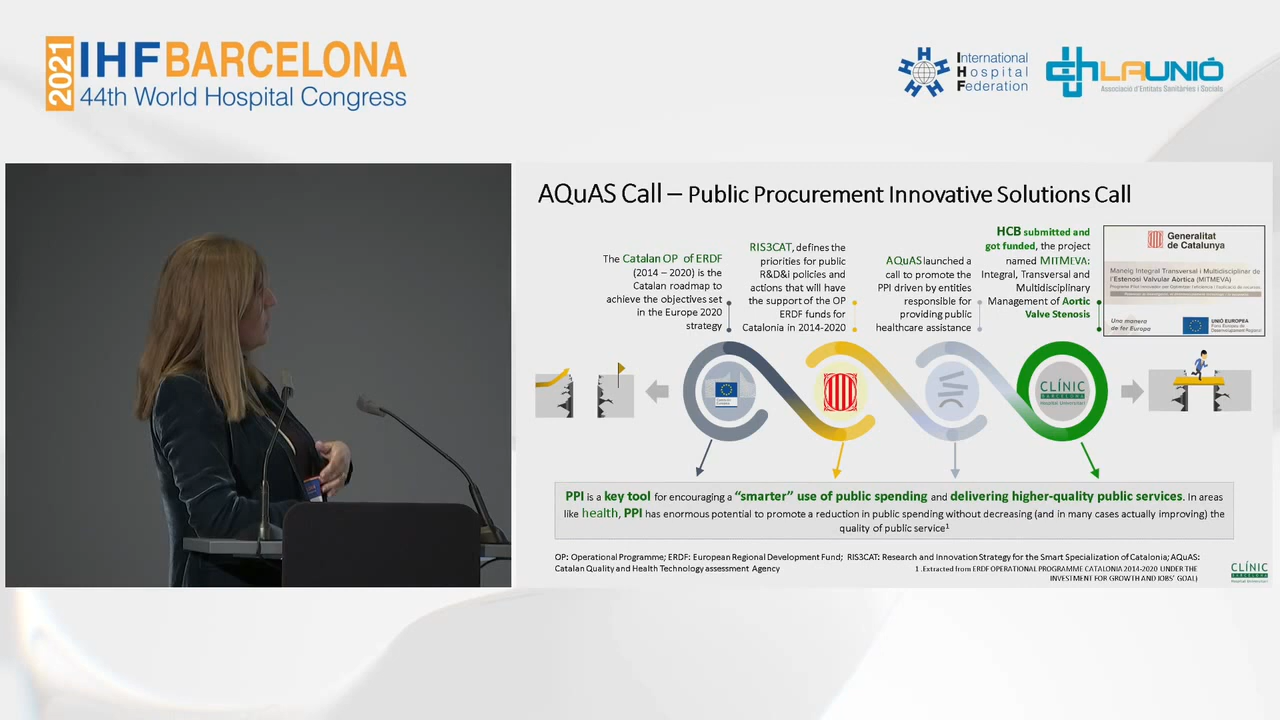 2021
IHF BARCELONA
44th World Hospital Congress
International
Hospital
Federation
LAUNIÓ
Associació d'Entitats Sanitàries i Socials
AQuAS Call – Public Procurement Innovative Solutions Call
The Catalan OP of ERDF
(2014 – 2020) is the
Catalan roadmap to
achieve the objectives set
in the Europe 2020
strategy
RIS3CAT, defines the
priorities for public
R&D&i policies and
actions that will have
the support of the OP
ERDF funds for
Catalonia in 2014-2020
AQuAS launched a
call to promote the
PPI driven by entities
responsible for
providing public
healthcare assistance
HCB submitted and
got funded, the project
named MITMEVA:
Integral, Transversal and
Multidisciplinary
Management of Aortic
Valve Stenosis
Generalitat
de Catalunya
Maneig Integral Transversal i Multidisciplinar de
l'Estenosi Valvular Aòrtica (MITMEVA)
Una manera
de fer Europa
UNIÓ EUROPEA
Fons Europeu de
Desenvolupament Regional
CLÍNIC
BARCELONA
Hospital Universitari
PPI is a key tool for encouraging a "smarter" use of public spending and delivering higher-quality public services. In areas
like health, PPI has enormous potential to promote a reduction in public spending without decreasing (and in many cases actually improving) the
quality of public service1
OP: Operational Programme; ERDF: European Regional Development Fund; RIS3CAT: Research and Innovation Strategy for the Smart Specialization of Catalonia; AQuAS:
Catalan Quality and Health Technology assessment Agency
1 .Extracted from ERDF OPERATIONAL PROGRAMME CATALONIA 2014-2020 UNDER THE
INVESTMENT FOR GROWTH AND JOBS' GOAL)
CLÍNIC
BARCELONA
Hospital Universitari